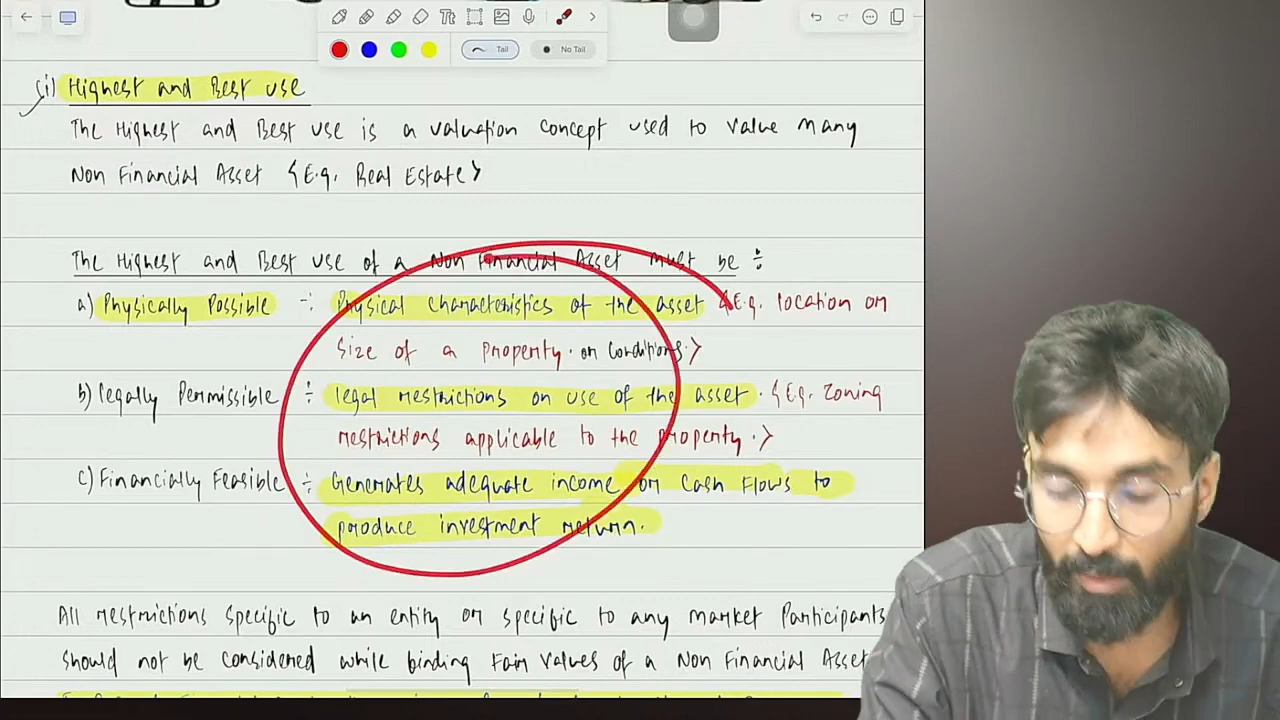 Tt
Tail
No Tail
(i) Highest and Best use
The Highest and Best use is a valuation concept used to value many
Non Financial Asset {E.g. Real Estate}
The Highest and Best use of a Non Financial Asset must be ÷
a) Physically Possible ÷ Physical characteristics of the asset {E.g. location or
size of a property. or conditions.}
b) legally Permissible ÷ legal restrictions on use of the asset. {E.g. zoning
restrictions applicable to the property.}
c) Financially Feasible ÷ Generates adequate income or cash flows to
produce investment return.
All restrictions specific to an entity or specific to any market Participants
should not be considered while binding Fair values of a Non Financial Asset